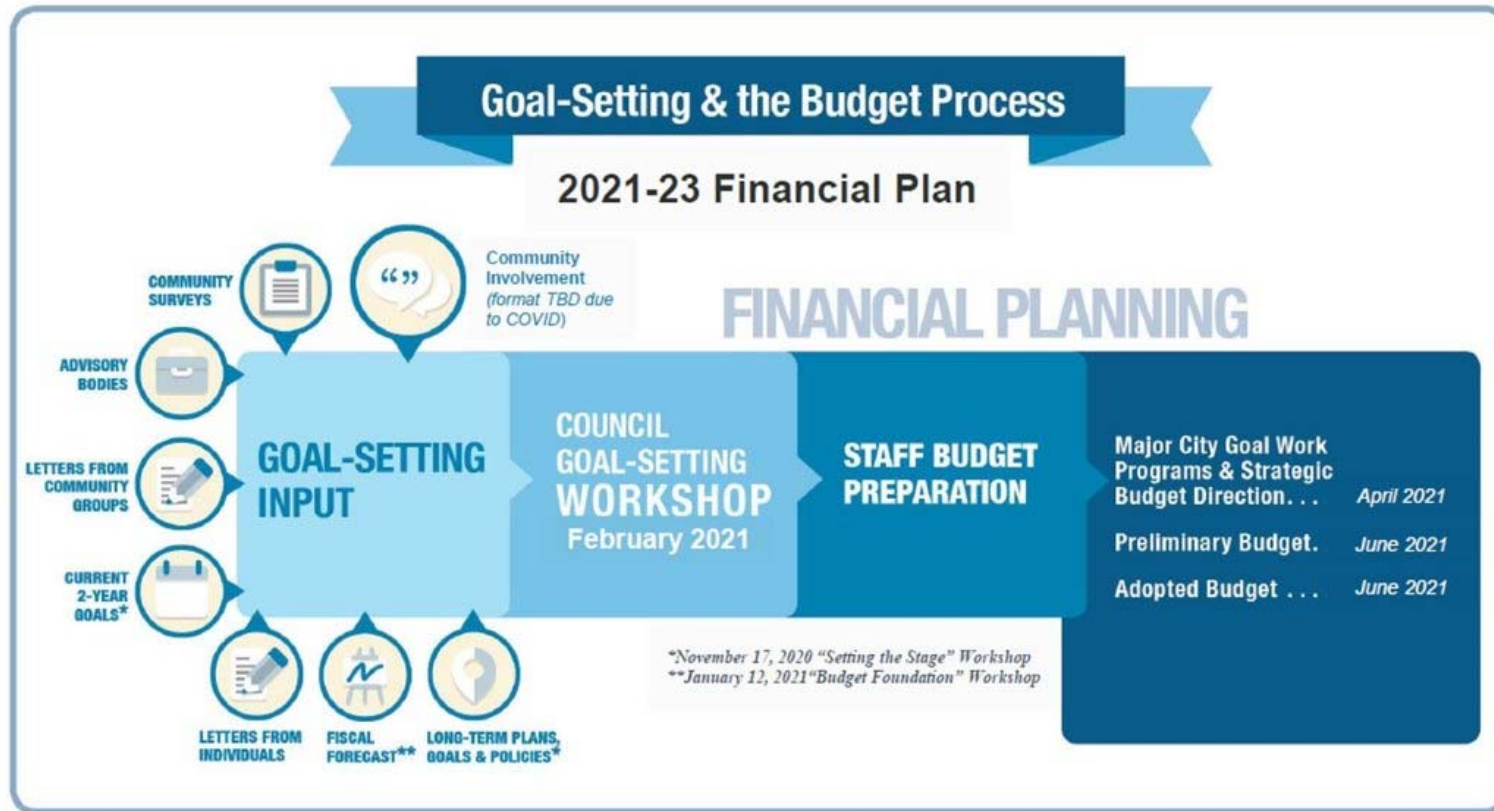 Goal-Setting & the Budget Process
2021-23 Financial Plan
COMMUNITY
SURVEYS
“ ”
Community
Involvement
(format TBD due
to COVID)
FINANCIAL PLANNING
ADVISORY
BODIES
LETTERS FROM
COMMUNITY
GROUPS
CURRENT
2-YEAR
GOALS*
GOAL-SETTING
INPUT
COUNCIL
GOAL-SETTING
WORKSHOP
February 2021
STAFF BUDGET
PREPARATION
Major City Goal Work
Programs & Strategic
Budget Direction. . . April 2021
Preliminary Budget. June 2021
Adopted Budget . . . June 2021
*November 17, 2020 “Setting the Stage” Workshop
**January 12, 2021“Budget Foundation” Workshop
LETTERS FROM
INDIVIDUALS
FISCAL
FORECAST**
LONG-TERM PLANS,
GOALS & POLICIES*